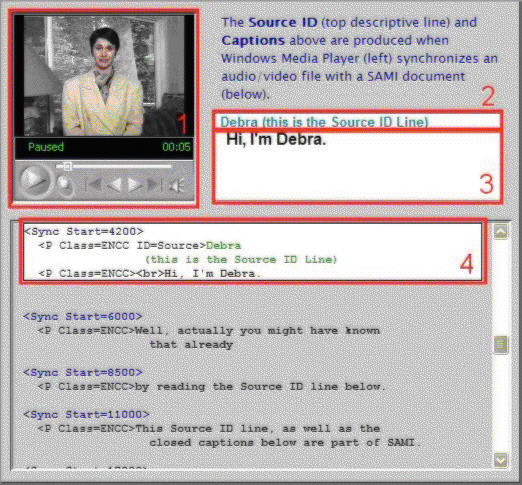 The Source ID (top descriptive line) and
Captions above are produced when
Windows Media Player (left) synchronizes an
audio/video file with a SAMI document
(below).
1
2
Debra (this is the Source ID Line)
Hi, I'm Debra.
3
Paused 00:05
<Sync Start=4200>
<P Class=ENCC ID=Source>Debra
(this is the Source ID Line)
<P Class=ENCC><br>Hi, I'm Debra.
4
<Sync Start=6000>
<P Class=ENCC>Well, actually you might have known
that already
<Sync Start=8500>
<P Class=ENCC>by reading the Source ID line below.
<Sync Start=11000>
<P Class=ENCC>This Source ID line, as well as the
closed captions below are part of SAMI.